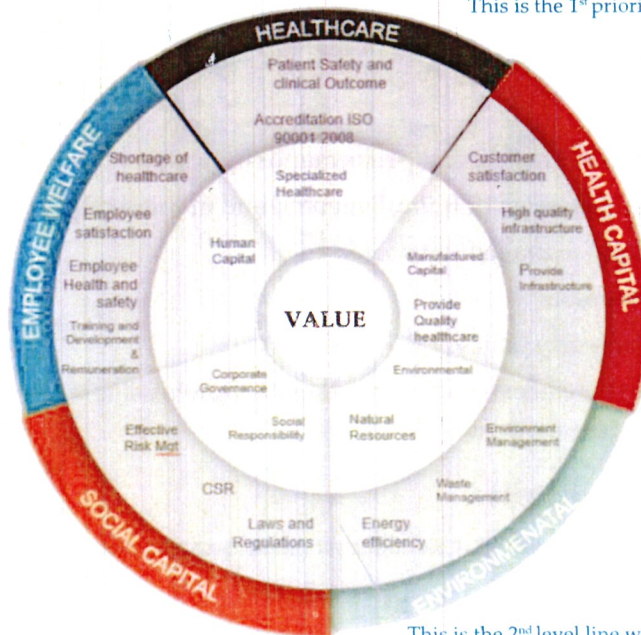 This is the 1st priori
HEALTHCARE
Patient Safety and
clinical Outcome
Accreditation ISO
90001 2008
Specialized
Healthcare
EMPLOYEE WELFARE
Shortage of
healthcare
Employee
satisfaction
Employee
Health and
safety
Training and
Development
&
Remuneration
Human
Capital
HEALTH CAPITAL
Customer
satisfaction
High quality
infrastructure
Provide
Infrastructure
Manufactured
Capital
Provide
Quality
healthcare
VALUE
Corporate
Governance
Social
Responsibility
Environmental
Natural
Resources
SOCIAL CAPITAL
Effective
Risk Mgt
CSR
Laws and
Regulations
ENVIRONMENATAL
Environment
Management
Waste
Management
Energy
efficiency
This is the 2nd level line w